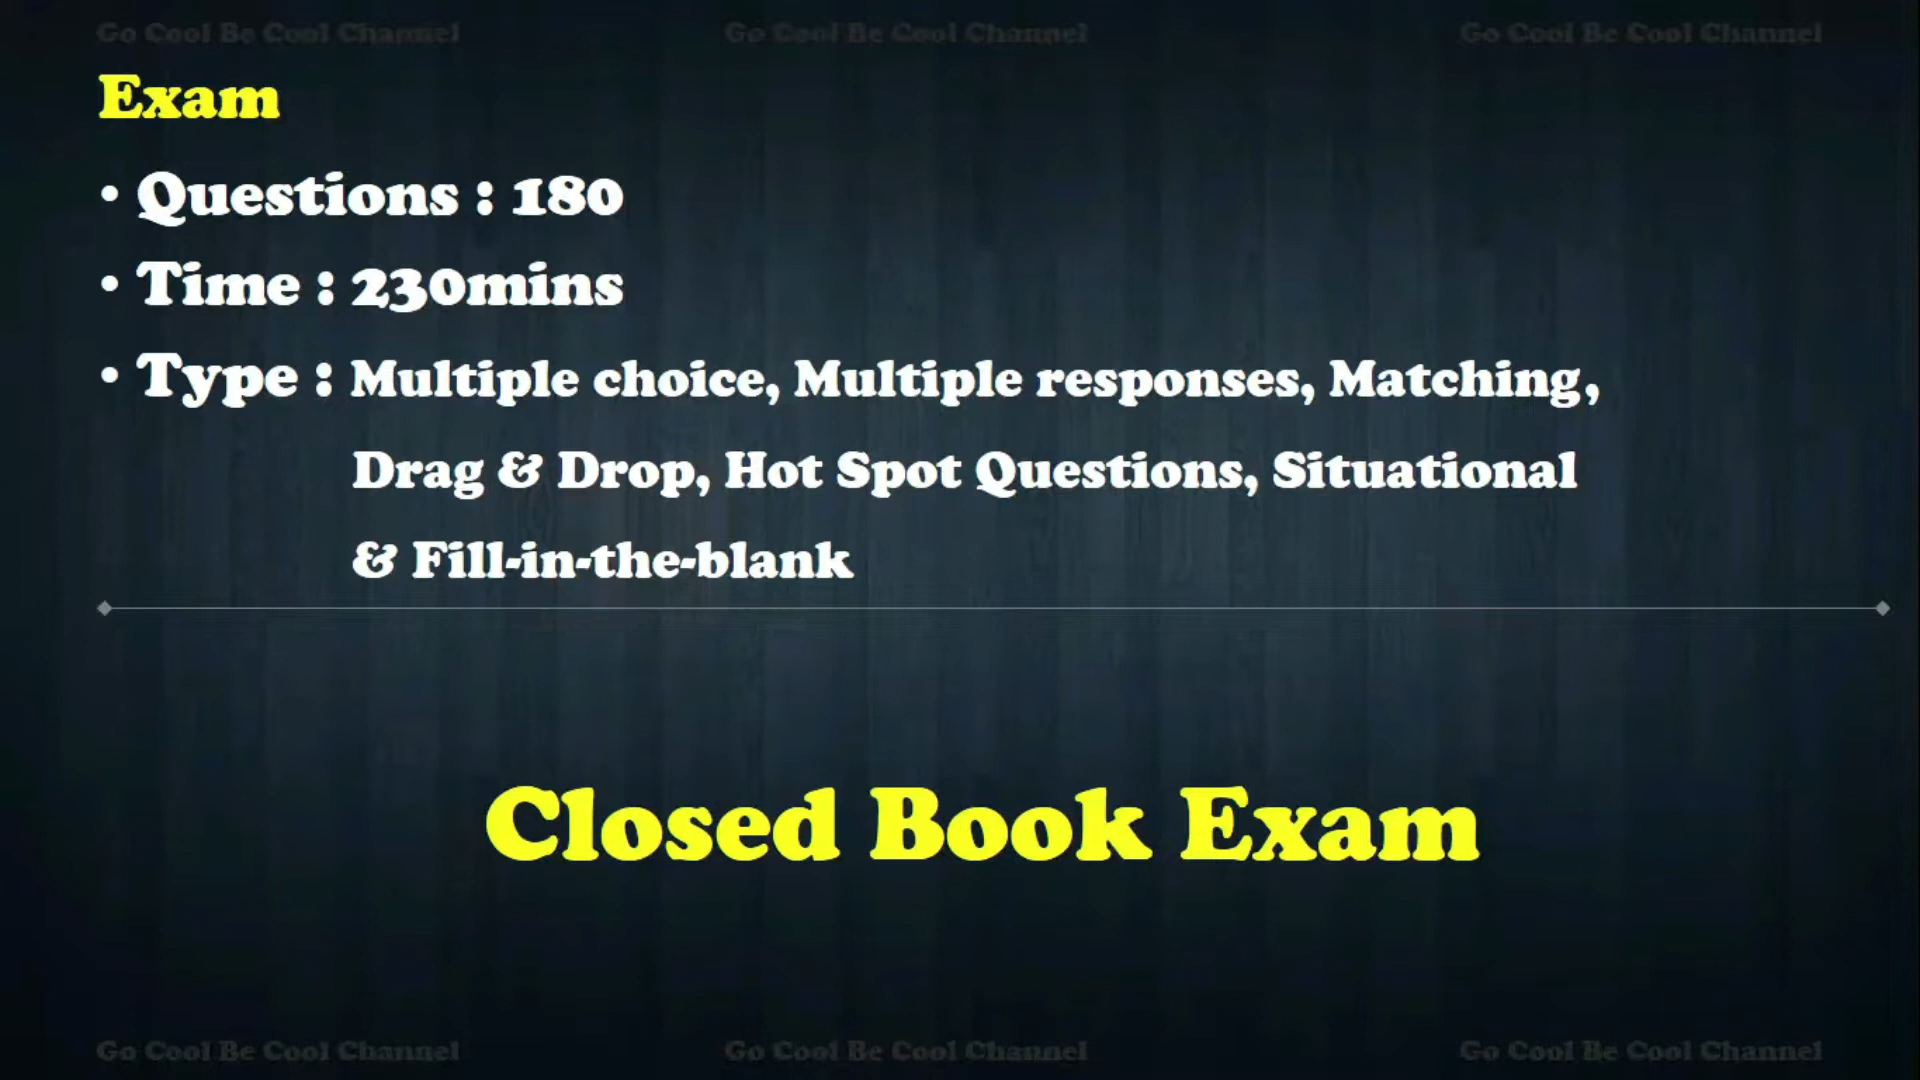 Go Cool Be Cool Channel Go Cool Be Cool Channel Go Cool Be Cool Channel
Exam
• Questions : 180
• Time : 230mins
• Type : Multiple choice, Multiple responses, Matching,
Drag & Drop, Hot Spot Questions, Situational
& Fill-in-the-blank
Closed Book Exam
Go Cool Be Cool Channel Go Cool Be Cool Channel Go Cool Be Cool Channel